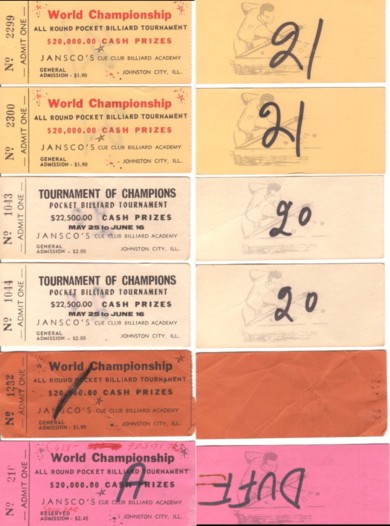 No 2299
ADMIT ONE
World Championship
ALL ROUND POCKET BILLIARD TOURNAMENT
$20,000.00 CASH PRIZES
JANSCO'S CUE CLUB BILLIARD ACADEMY
GENERAL
ADMISSION - $1.90 JOHNSTON CITY, ILL.
21
No 2300
ADMIT ONE
World Championship
ALL ROUND POCKET BILLIARD TOURNAMENT
$20,000.00 CASH PRIZES
JANSCO'S CUE CLUB BILLIARD ACADEMY
GENERAL
ADMISSION - $1.90 JOHNSTON CITY, ILL.
21
No 1043
ADMIT ONE
TOURNAMENT OF CHAMPIONS
POCKET BILLIARD TOURNAMENT
$22,500.00 CASH PRIZES
MAY 25 to JUNE 16
JANSCO'S CUE CLUB BILLIARD ACADEMY
GENERAL
ADMISSION - $2.00 JOHNSTON CITY, ILL.
20
No 1044
ADMIT ONE
TOURNAMENT OF CHAMPIONS
POCKET BILLIARD TOURNAMENT
$22,500.00 CASH PRIZES
MAY 25 to JUNE 16
JANSCO'S CUE CLUB BILLIARD ACADEMY
GENERAL
ADMISSION - $2.00 JOHNSTON CITY, ILL.
20
No 1232
ADMIT ONE
World Championship
ALL ROUND POCKET BILLIARD TOURNAMENT
$20,000.00 CASH PRIZES
JANSCO'S CUE CLUB BILLIARD ACADEMY
GENERAL
JOHNSTON CITY, ILL.
No
ADMIT ONE
World Championship
ALL ROUND POCKET BILLIARD TOURNAMENT
$20,000.00 CASH PRIZES
A
JANSCO'S CUE CLUB BILLIARD ACADEMY
RESERVED
ADMISSION - $2.45 JOHNSTON CITY, ILL.